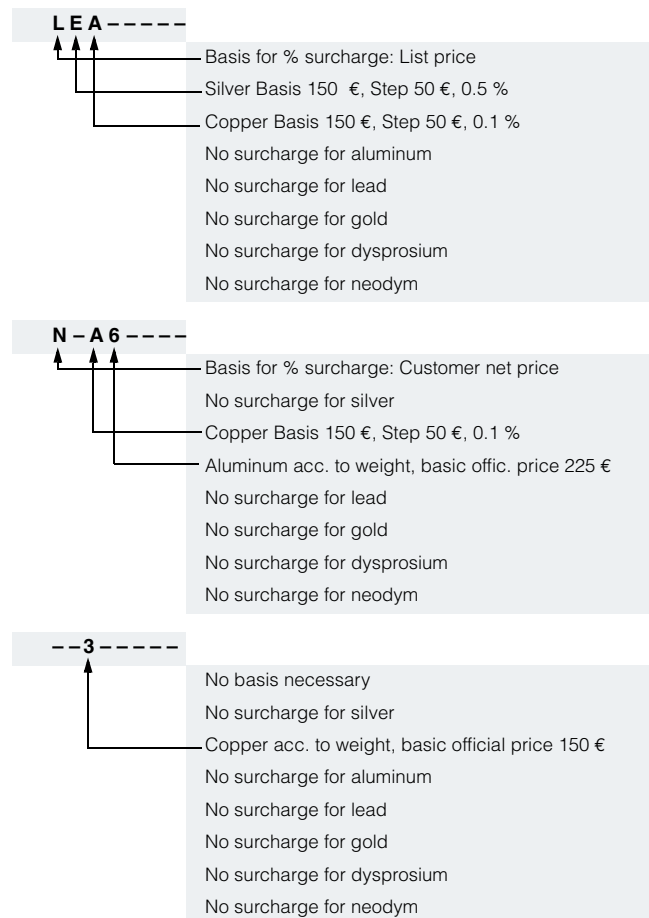 L E A – – – – –
Basis for % surcharge: List price
Silver Basis 150 €, Step 50 €, 0.5 %
Copper Basis 150 €, Step 50 €, 0.1 %
No surcharge for aluminum
No surcharge for lead
No surcharge for gold
No surcharge for dysprosium
No surcharge for neodym
N – A 6 – – – –
Basis for % surcharge: Customer net price
No surcharge for silver
Copper Basis 150 €, Step 50 €, 0.1 %
Aluminum acc. to weight, basic offic. price 225 €
No surcharge for lead
No surcharge for gold
No surcharge for dysprosium
No surcharge for neodym
– – 3 – – – – –
No basis necessary
No surcharge for silver
Copper acc. to weight, basic official price 150 €
No surcharge for aluminum
No surcharge for lead
No surcharge for gold
No surcharge for dysprosium
No surcharge for neodym